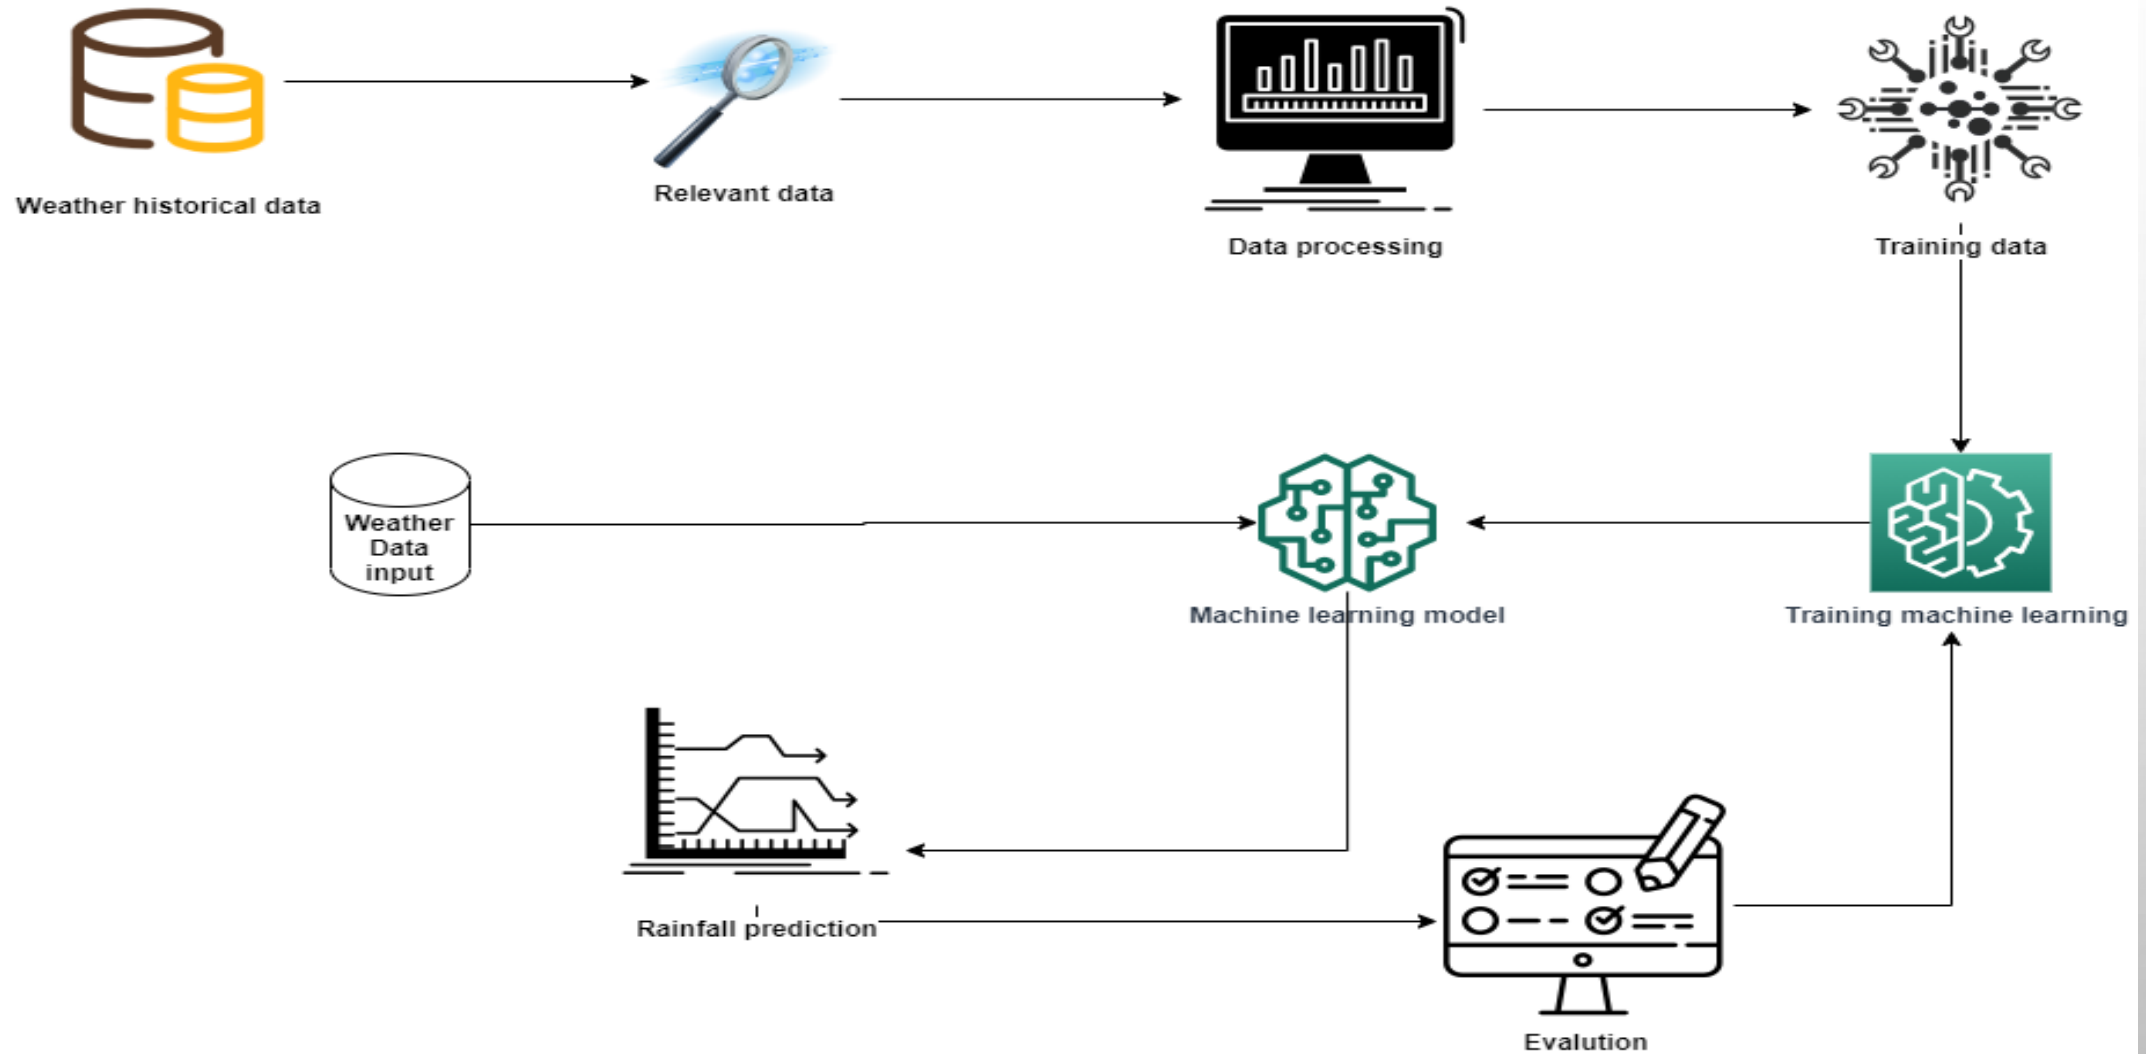 Weather historical data
Relevant data
Data processing
Training data
Weather
Data
input
Machine learning model
Training machine learning
Rainfall prediction
Evalution